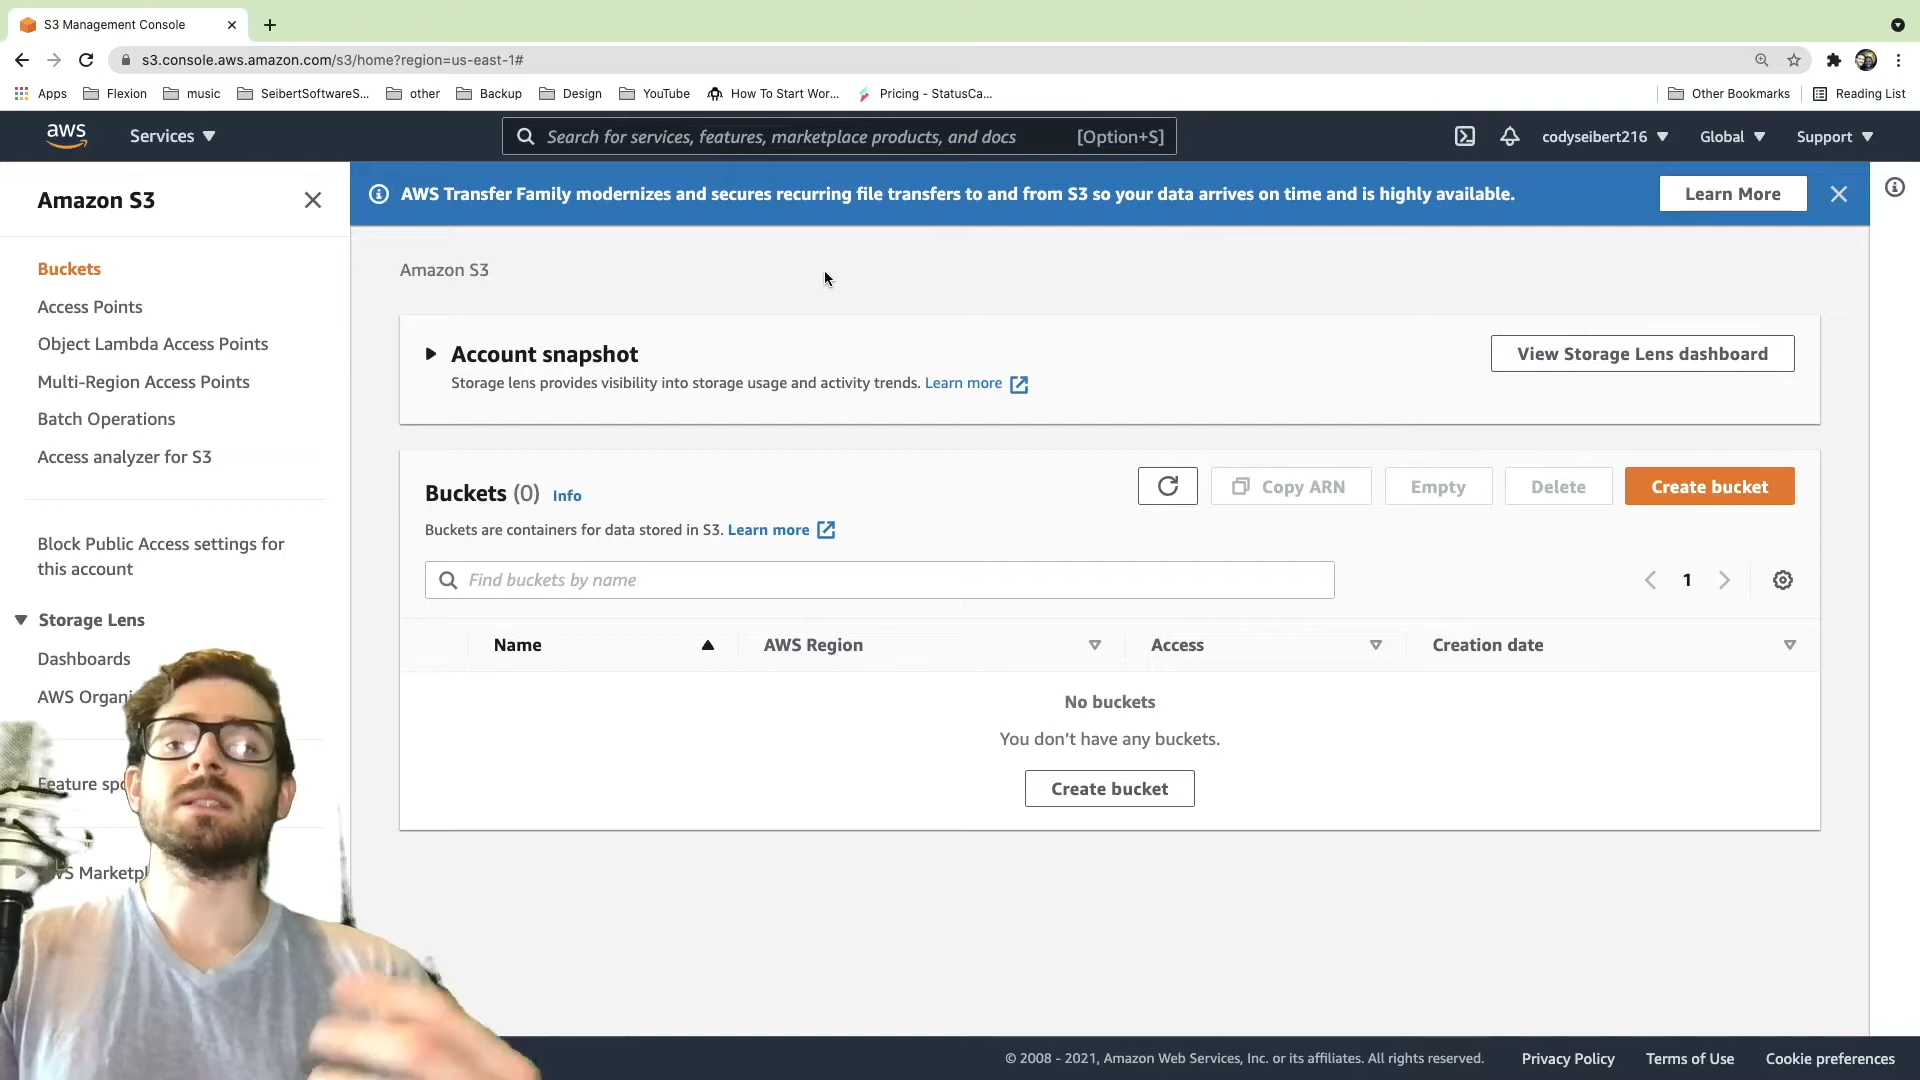 S3 Management Console
s3.console.aws.amazon.com/s3/home?region=us-east-1#
Apps
Flexion
music
SeibertSoftwareS...
other
Backup
Design
YouTube
How To Start Wor...
Pricing - StatusCa...
Other Bookmarks
Reading List
aws
Services
Search for services, features, marketplace products, and docs
[Option+S]
codyseibert216
Global
Support
Amazon S3
Buckets
Access Points
Object Lambda Access Points
Multi-Region Access Points
Batch Operations
Access analyzer for S3
Block Public Access settings for
this account
Storage Lens
Dashboards
AWS Organi
Feature spo
WS Marketpl
AWS Transfer Family modernizes and secures recurring file transfers to and from S3 so your data arrives on time and is highly available.
Learn More
Amazon S3
Account snapshot
Storage lens provides visibility into storage usage and activity trends. Learn more
View Storage Lens dashboard
Buckets (0) Info
Buckets are containers for data stored in S3. Learn more
Copy ARN
Empty
Delete
Create bucket
Find buckets by name
1
Name
AWS Region
Access
Creation date
No buckets
You don't have any buckets.
Create bucket
© 2008 - 2021, Amazon Web Services, Inc. or its affiliates. All rights reserved.
Privacy Policy
Terms of Use
Cookie preferences